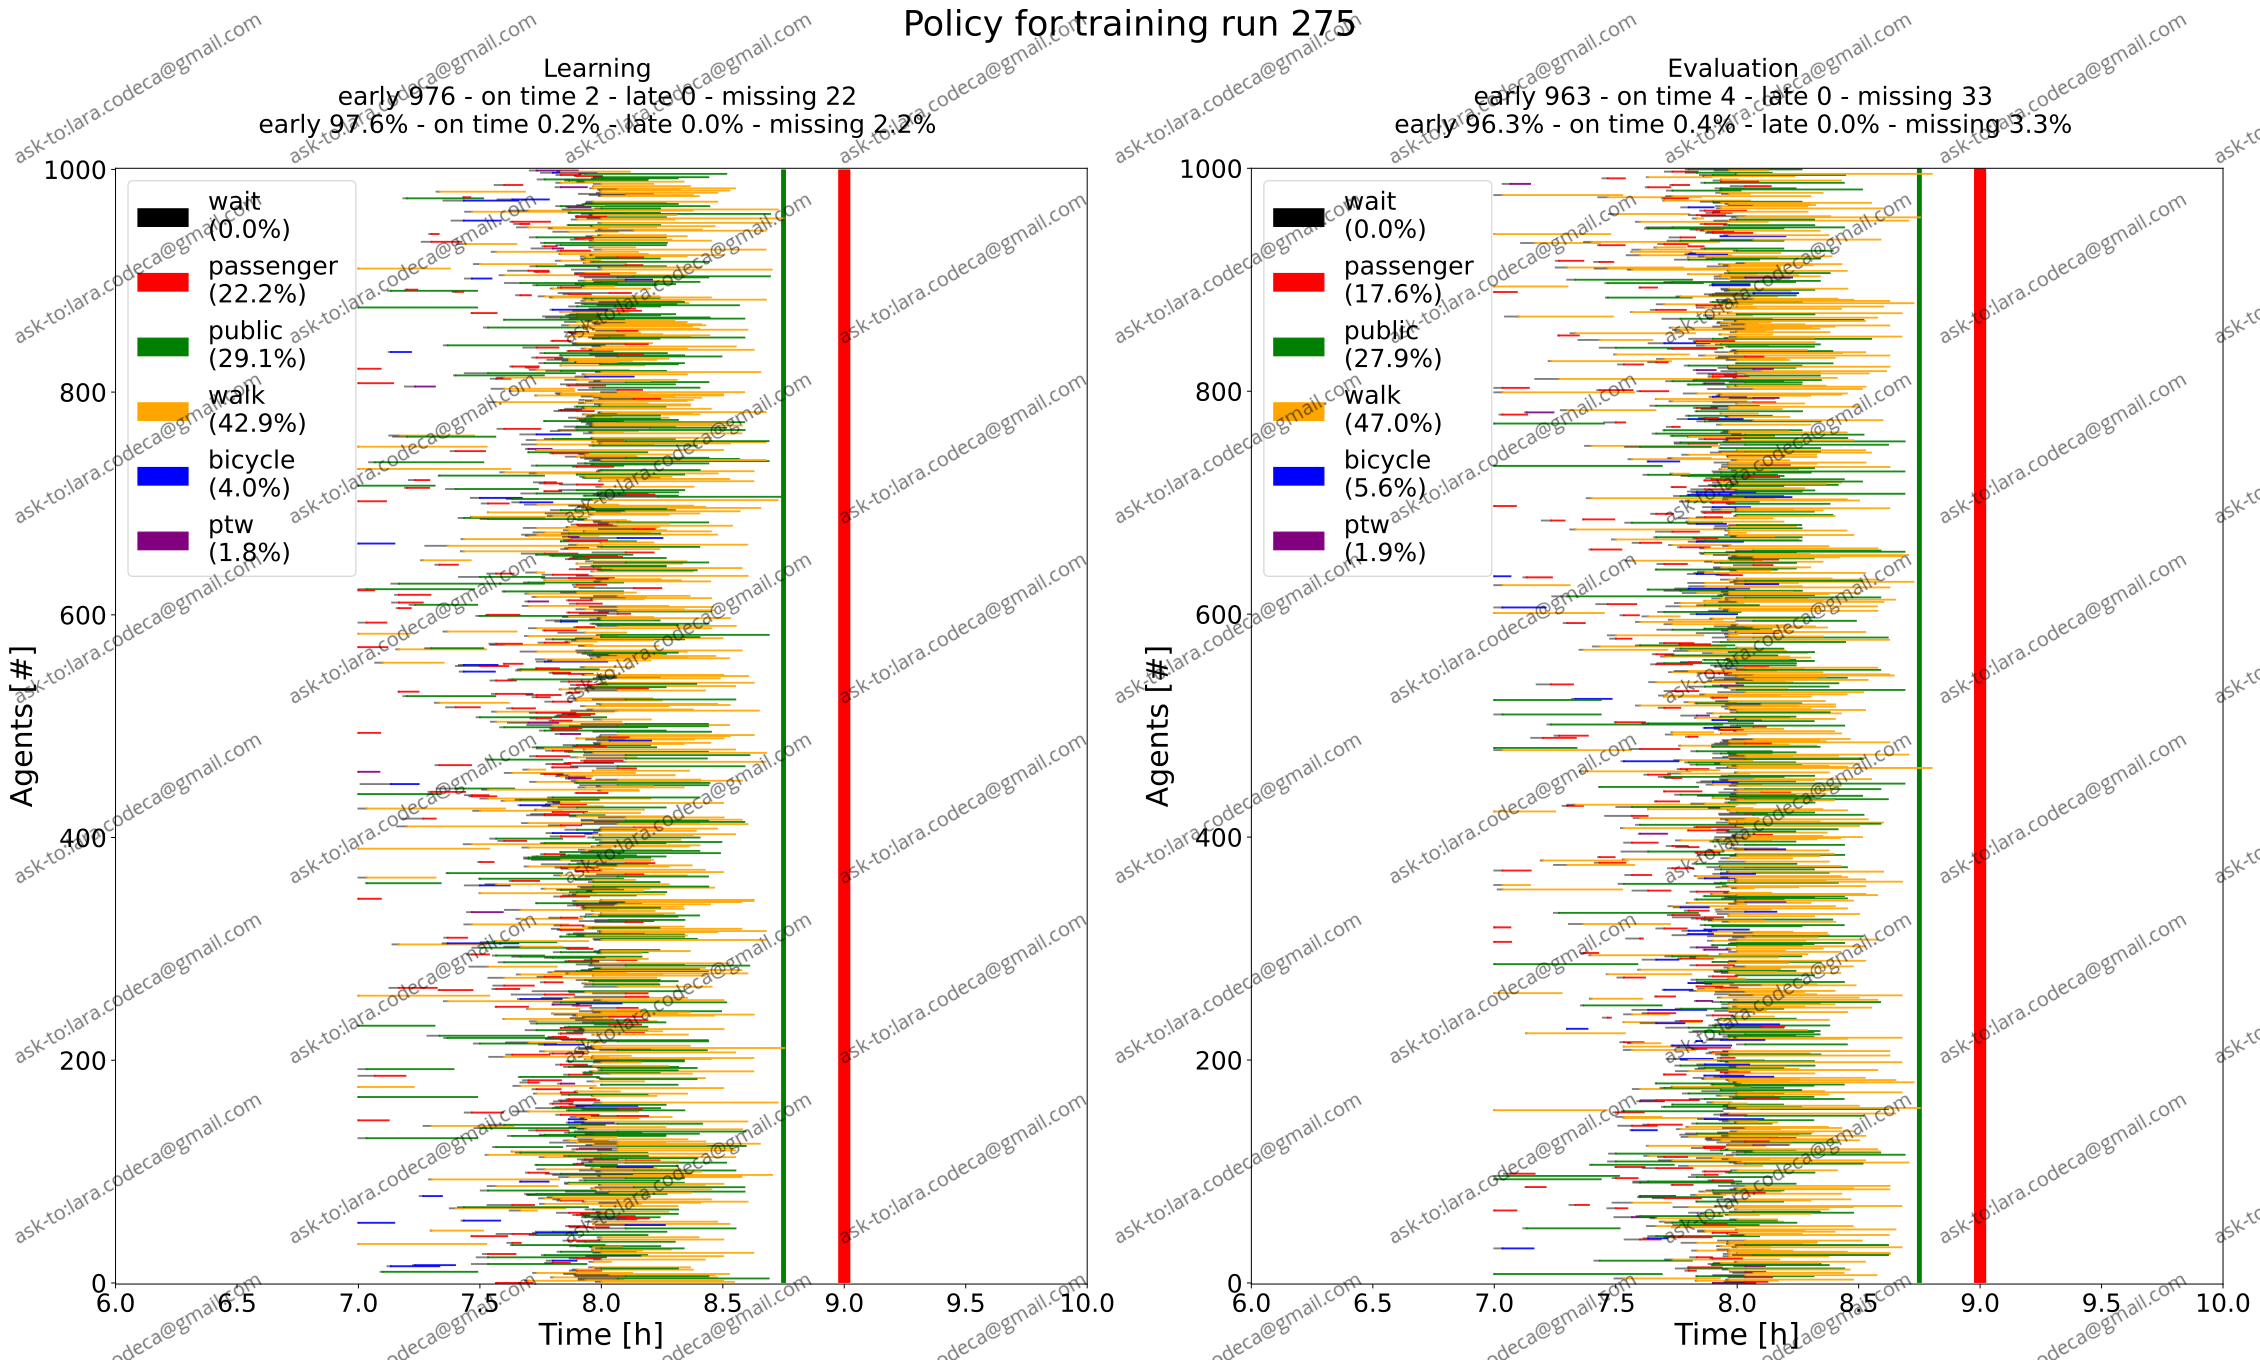 Policy for training run 275
Learning
early 976 - on time 2 - late 0 - missing 22
early 97.6% - on time 0.2% - late 0.0% - missing 2.2%
1000
800
600
400
200
0
Agents [#]
wait
(0.0%)
passenger
(22.2%)
public
(29.1%)
walk
(42.9%)
bicycle
(4.0%)
ptw
(1.8%)
6.0 6.5 7.0 7.5 8.0 8.5 9.0 9.5 10.0
Time [h]
Evaluation
early 963 - on time 4 - late 0 - missing 33
early 96.3% - on time 0.4% - late 0.0% - missing 3.3%
1000
800
600
400
200
0
Agents [#]
wait
(0.0%)
passenger
(17.6%)
public
(27.9%)
walk
(47.0%)
bicycle
(5.6%)
ptw
(1.9%)
6.0 6.5 7.0 7.5 8.0 8.5 9.0 9.5 10.0
Time [h]
ask-to:lara.codeca@gmail.com